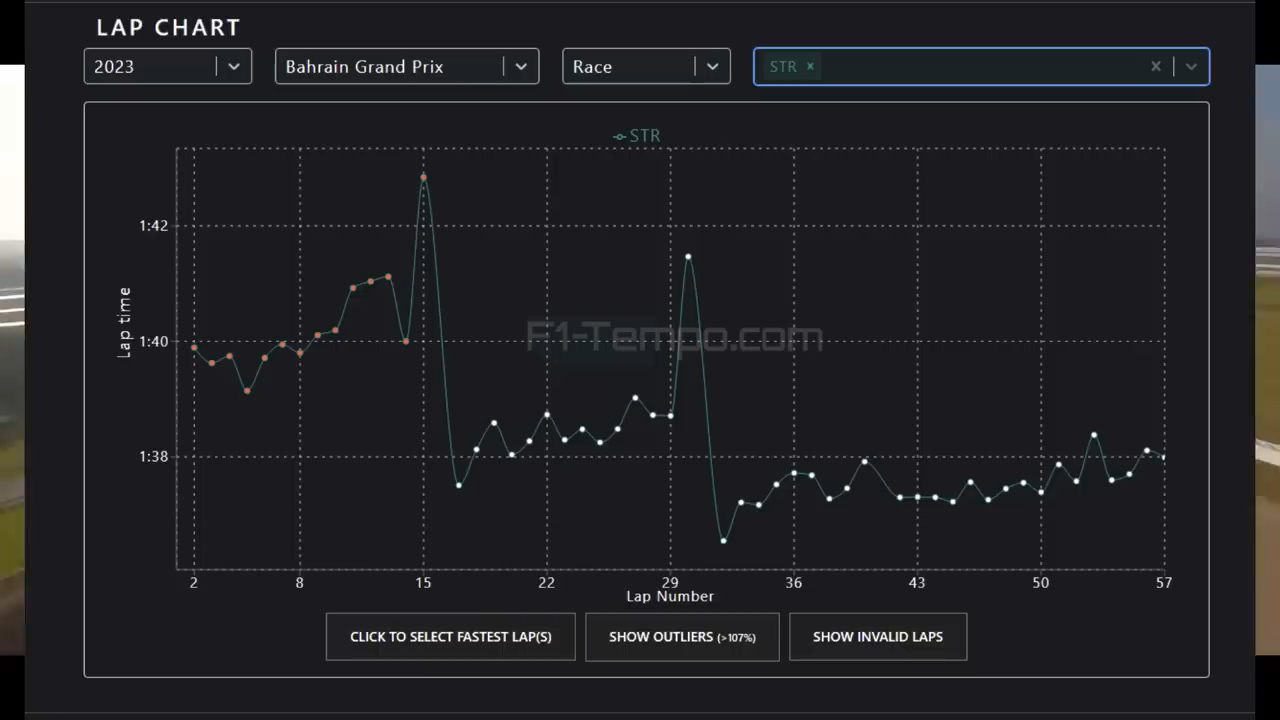 LAP CHART
2023
Bahrain Grand Prix
Race
STR ×
STR
1:42
1:40
1:38
Lap time
F1-Tempo.com
2 8 15 22 29 36 43 50 57
Lap Number
CLICK TO SELECT FASTEST LAP(S)
SHOW OUTLIERS (>107%)
SHOW INVALID LAPS